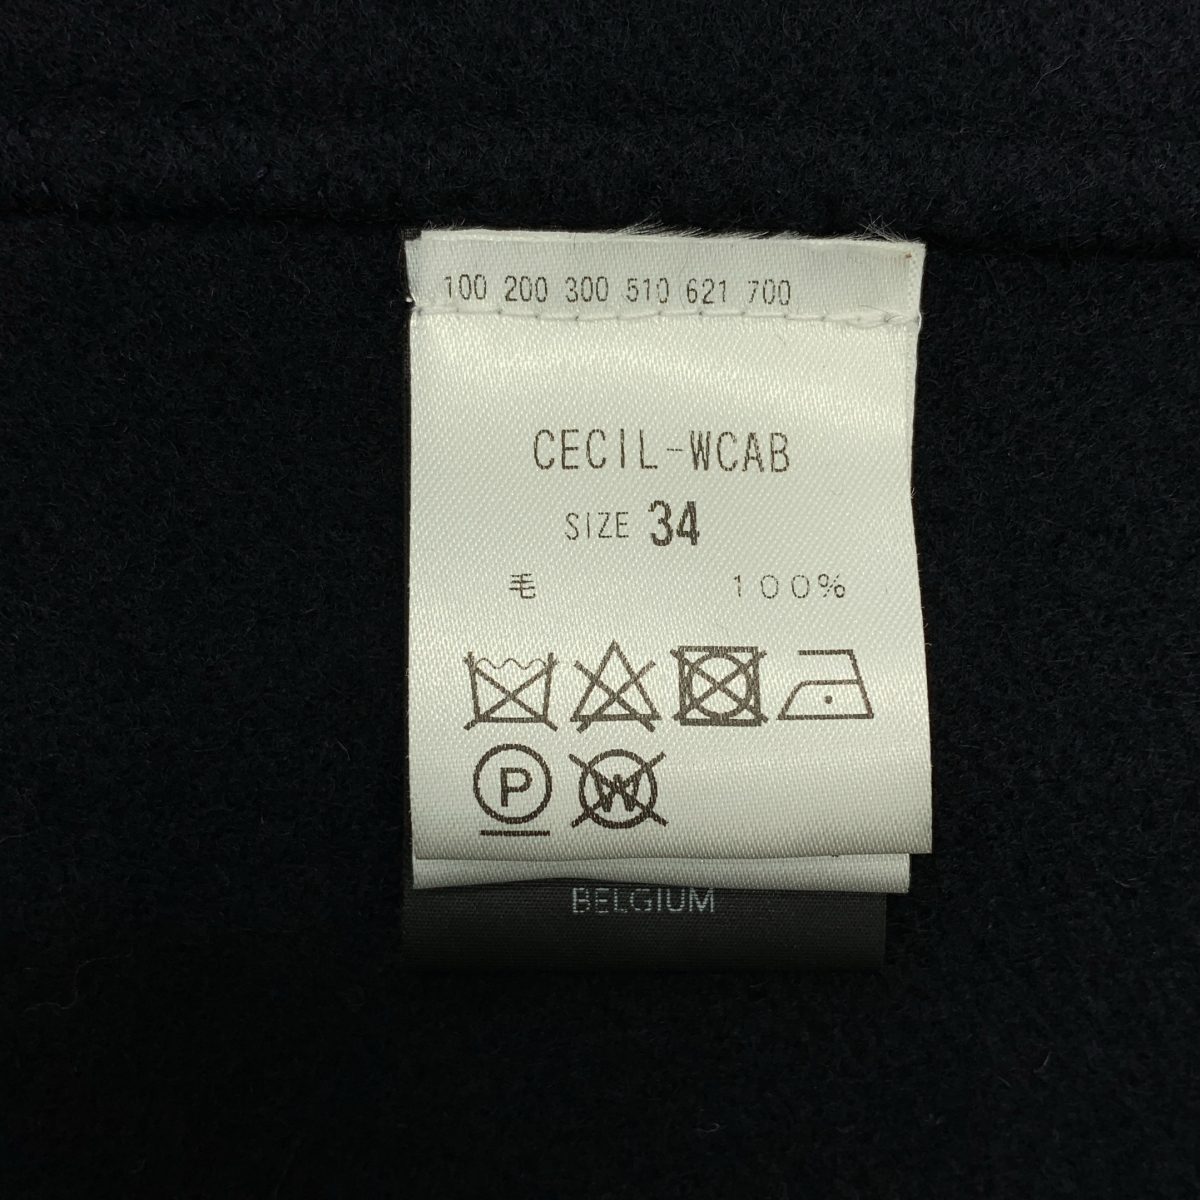 100 200 300 510 621 700
CECIL-WCAB
SIZE 34
毛 100%
P W
BELGIUM